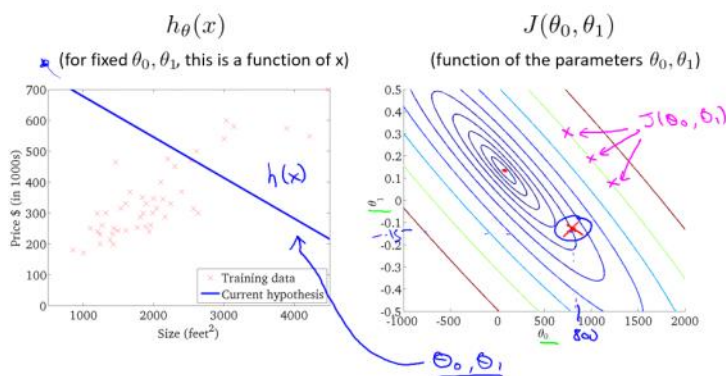 hθ(x)
(for fixed θ₀, θ₁, this is a function of x)
700
600
500
400
300
200
100
0
Price $ (in 1000s)
1000
2000
3000
4000
Size (feet²)
h(x)
Training data
Current hypothesis
θ₀, θ₁
J(θ₀, θ₁)
(function of the parameters θ₀, θ₁)
0.5
0.4
0.3
0.2
0.1
0
-0.1
-0.2
-0.3
-0.4
-0.5
θ₁
-.15
-1000
-500
0
500
1000
1500
2000
θ₀
800
J(θ₀, θ₁)